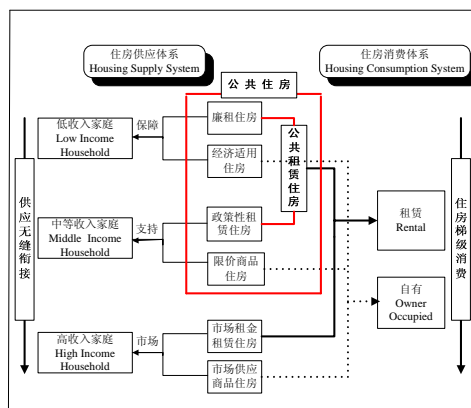 住房供应体系
Housing Supply System
住房消费体系
Housing Consumption System
公共住房
低收入家庭
Low Income
Household
保障
廉租住房
经济适用
住房
公共租赁住房
供应无缝衔接
中等收入家庭
Middle Income
Household
支持
政策性租
赁住房
限价商品
住房
租赁
Rental
自有
Owner
Occupied
住房梯级消费
高收入家庭
High Income
Household
市场
市场租金
租赁住房
市场供应
商品住房